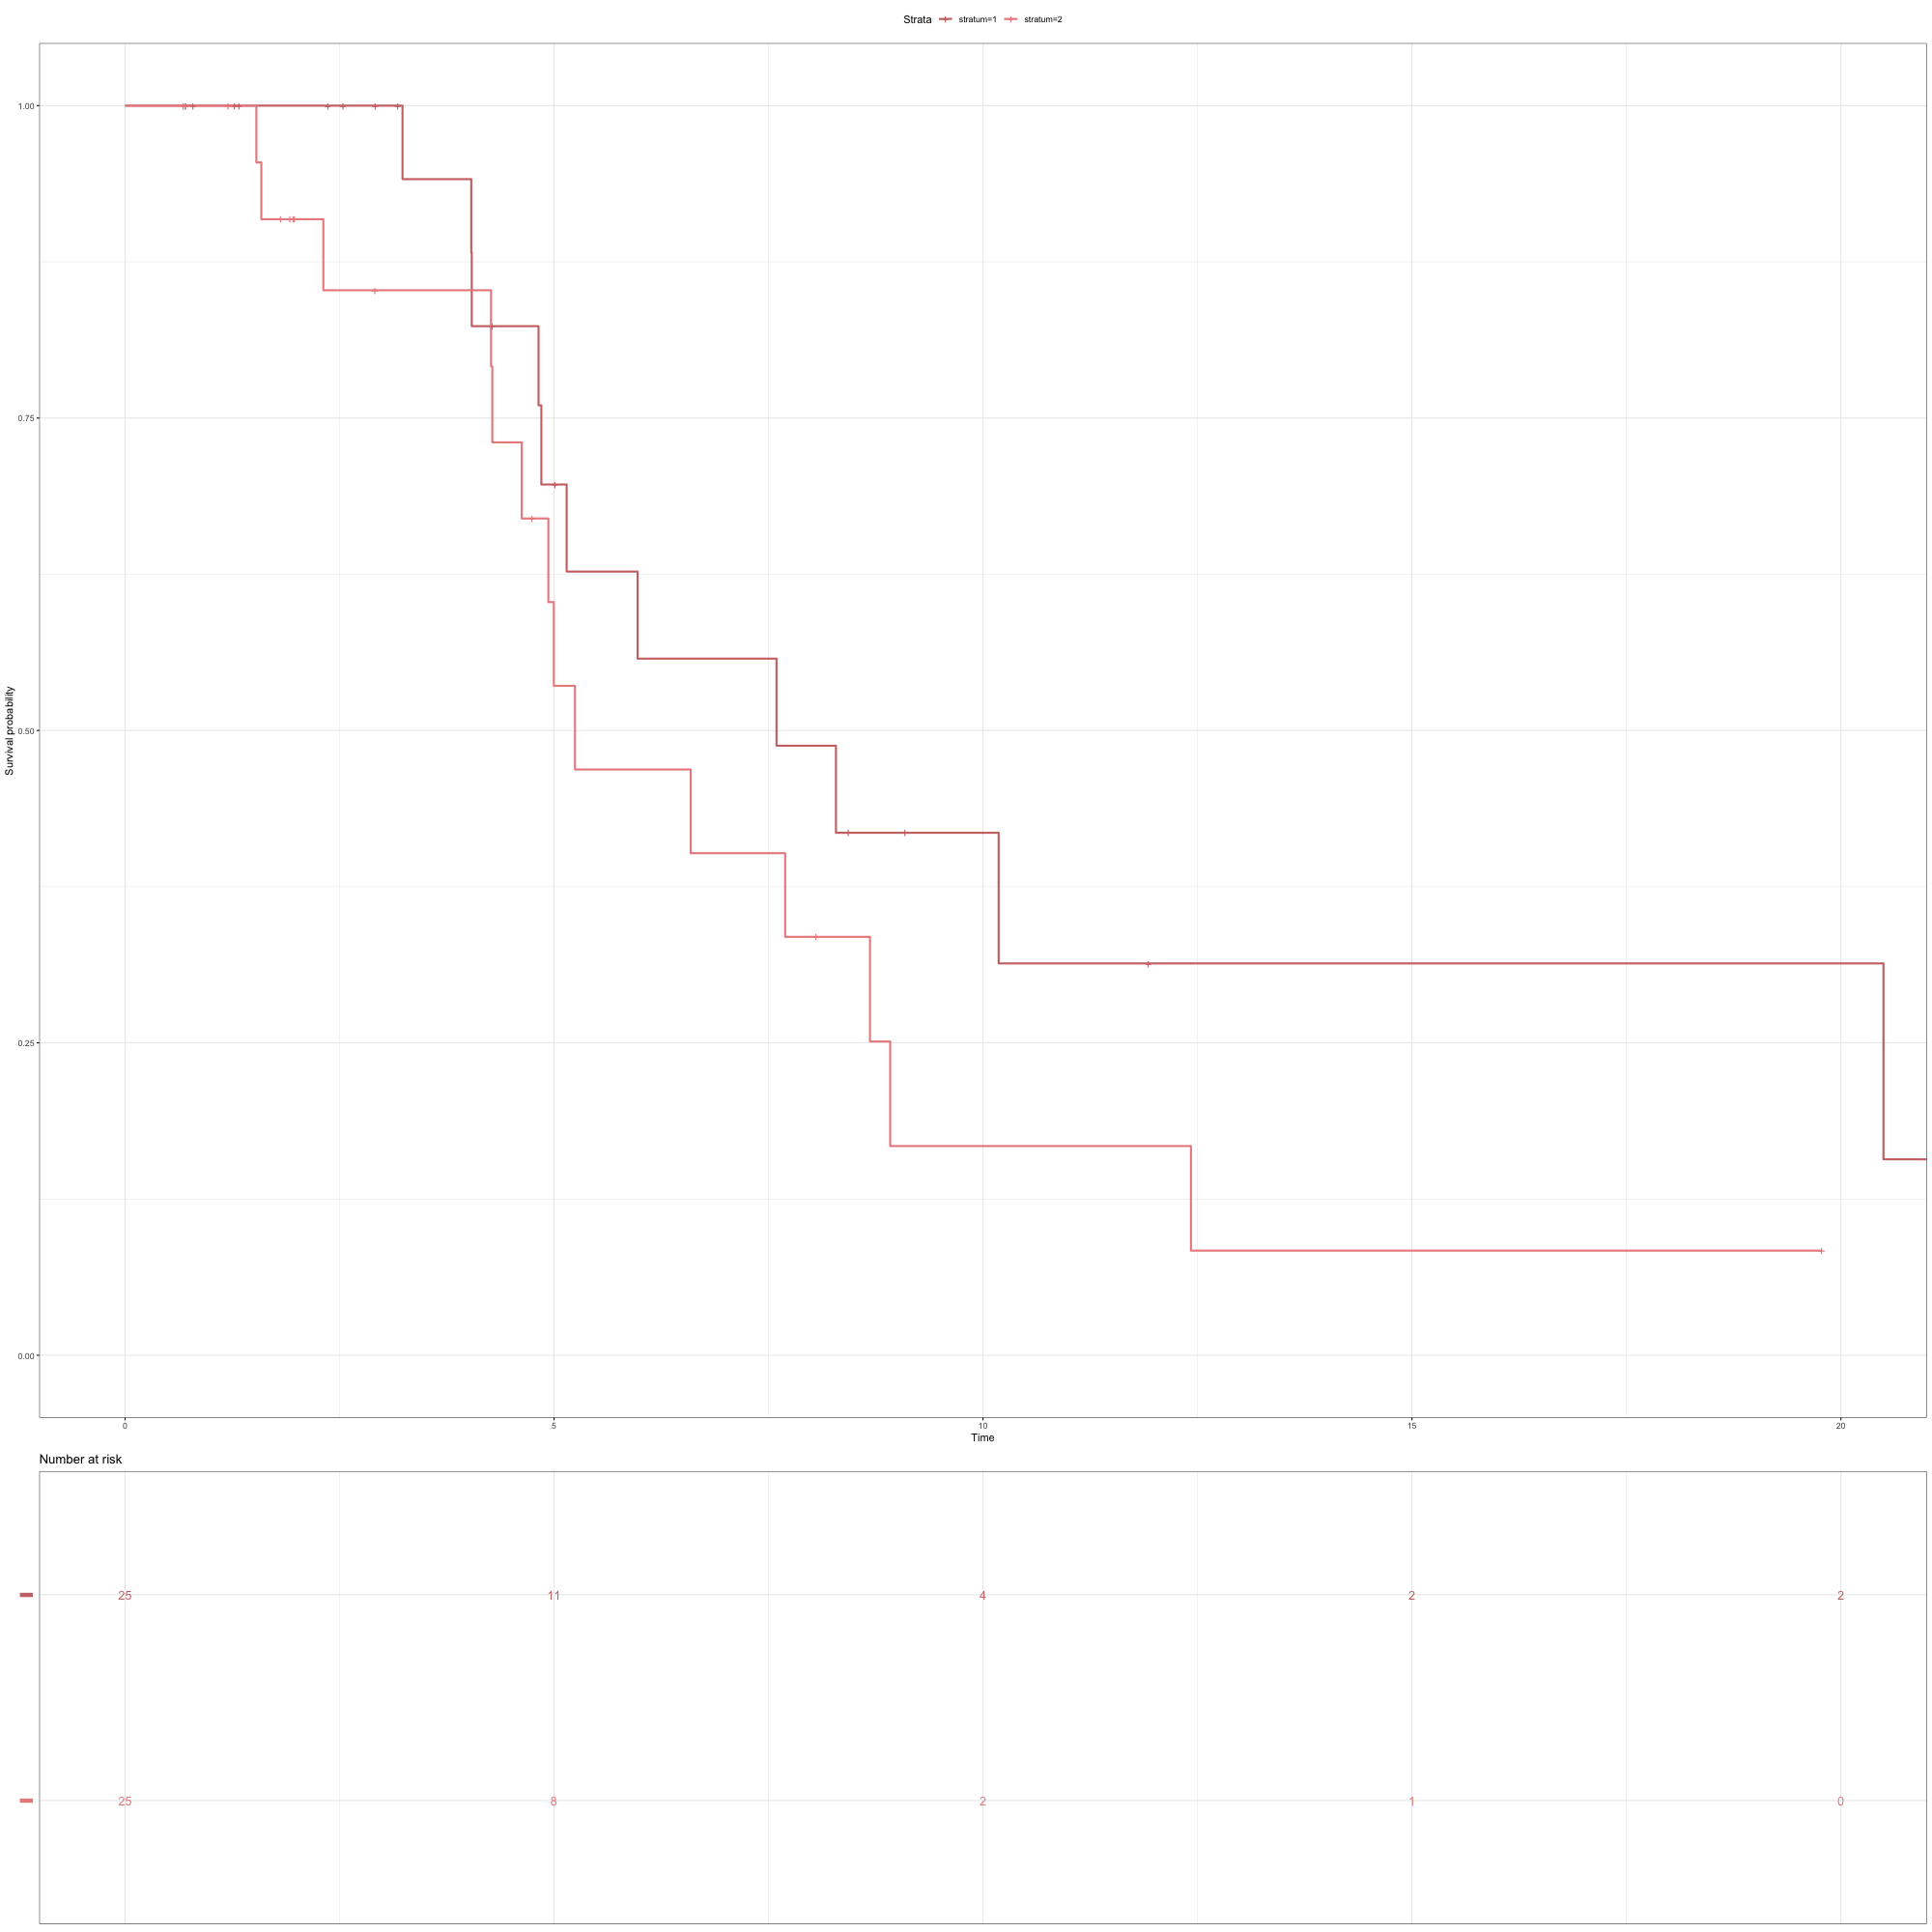 Strata stratum=1 stratum=2
1.00
0.75
0.50
0.25
0.00
Survival probability
0 5 10 15 20
Time
Number at risk
25 11 4 2 2
25 8 2 1 0